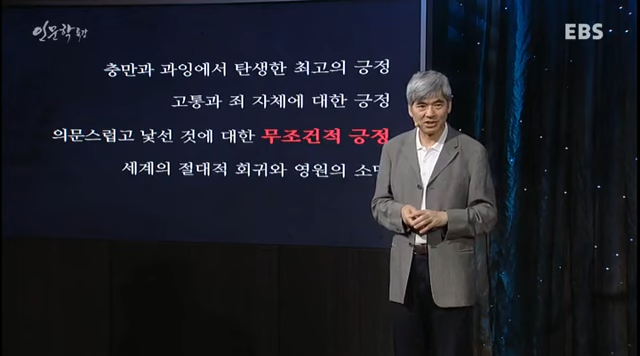 인문학 특강
EBS
충만과 과잉에서 탄생한 최고의 긍정
고통과 죄 자체에 대한 긍정
의문스럽고 낯선 것에 대한 무조건적 긍정
세계의 절대적 회귀와 영원의